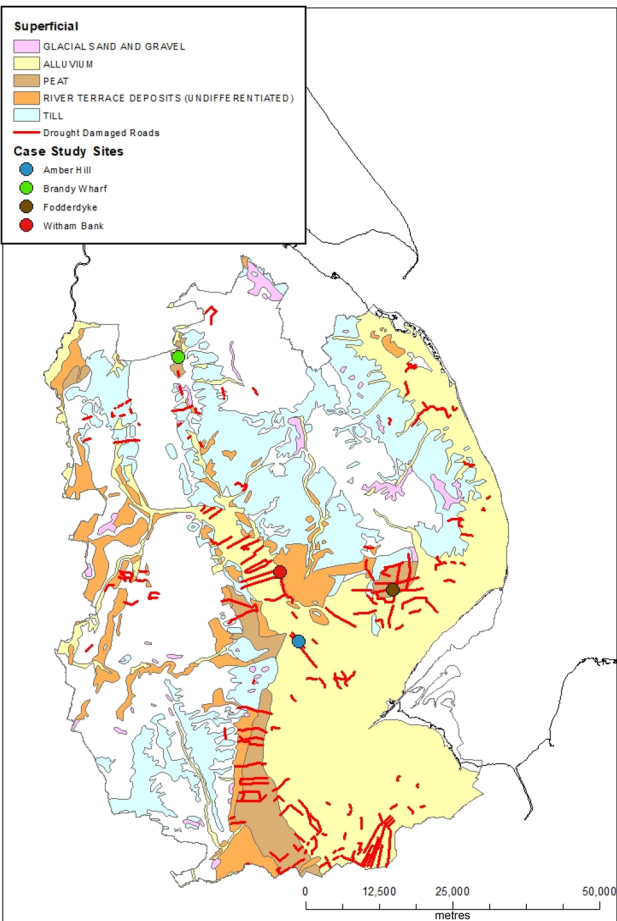 Superficial
GLACIAL SAND AND GRAVEL
ALLUVIUM
PEAT
RIVER TERRACE DEPOSITS (UNDIFFERENTIATED)
TILL
Drought Damaged Roads
Case Study Sites
Amber Hill
Brandy Wharf
Fodderdyke
Witham Bank
0 12,500 25,000 50,000
metres